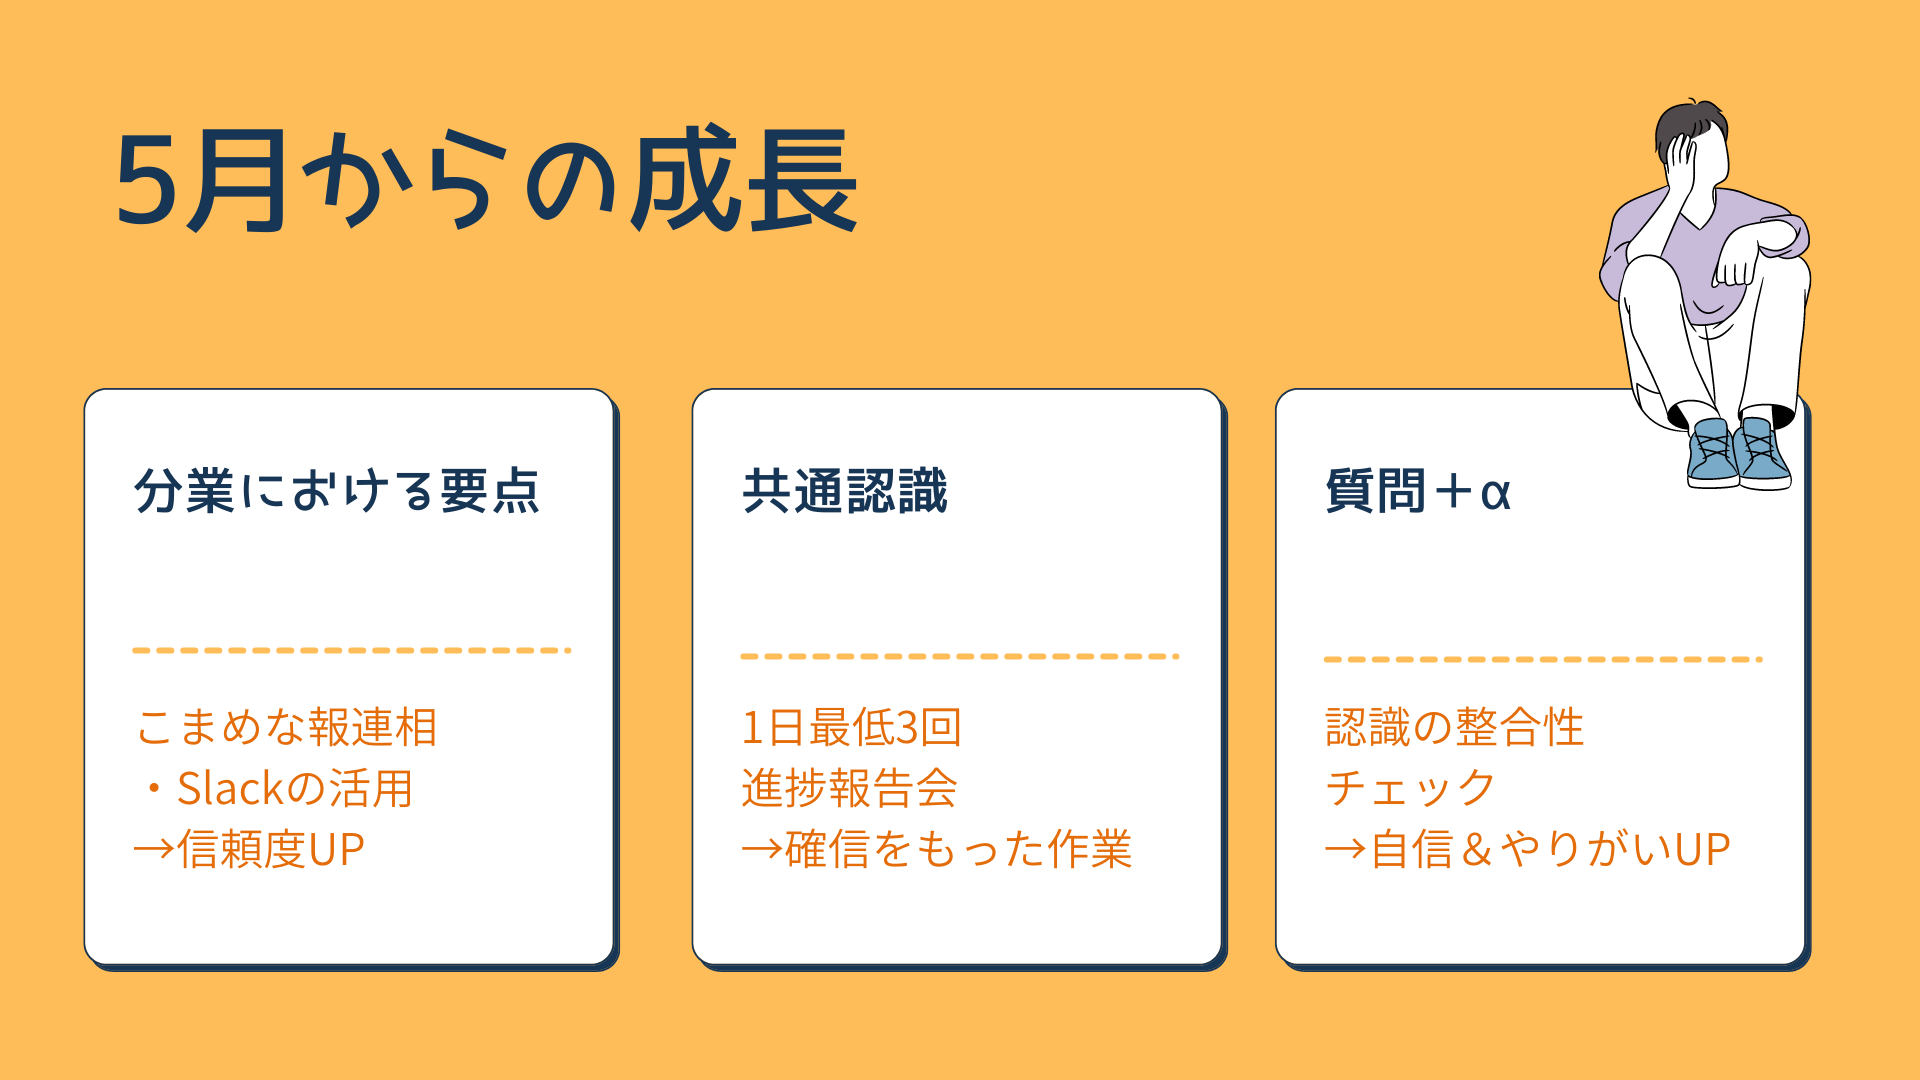 5月からの成長
分業における要点
こまめな報連相
・Slackの活用
→信頼度UP
共通認識
1日最低3回
進捗報告会
→確信をもった作業
質問＋α
認識の整合性
チェック
→自信＆やりがいUP